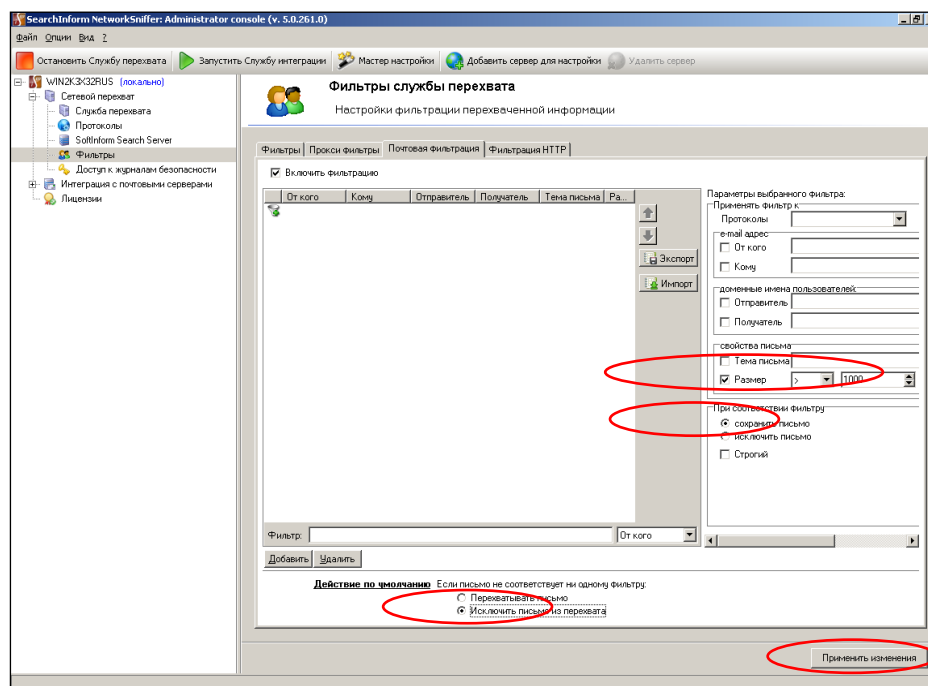 SearchInform NetworkSniffer: Administrator console (v. 5.0.261.0)
Файл Опции Вид ?
Остановить Службу перехвата Запустить Службу интеграции Мастер настройки Добавить сервер для настройки Удалить сервер
WIN2K3X32RUS (локально)
Сетевой перехват
Служба перехвата
Протоколы
SoftInform Search Server
Фильтры
Доступ к журналам безопасности
Интеграция с почтовыми серверами
Лицензии
Фильтры службы перехвата
Настройки фильтрации перехваченной информации
Фильтры Прокси фильтры Почтовая фильтрация Фильтрация HTTP
Включить фильтрацию
От кого Кому Отправитель Получатель Тема письма Ра...
Экспорт
Импорт
Параметры выбранного фильтра:
Применять фильтр к
Протоколы
e-mail адрес
От кого
Кому
доменные имена пользователей
Отправитель
Получатель
свойства письма
Тема письма
Размер > 1000
При соответствии фильтру
сохранить письмо
исключить письмо
Строгий
Фильтр: От кого
Добавить Удалить
Действие по умолчанию Если письмо не соответствует ни одному фильтру:
Перехватывать письмо
Исключить письмо из перехвата
Применить изменения